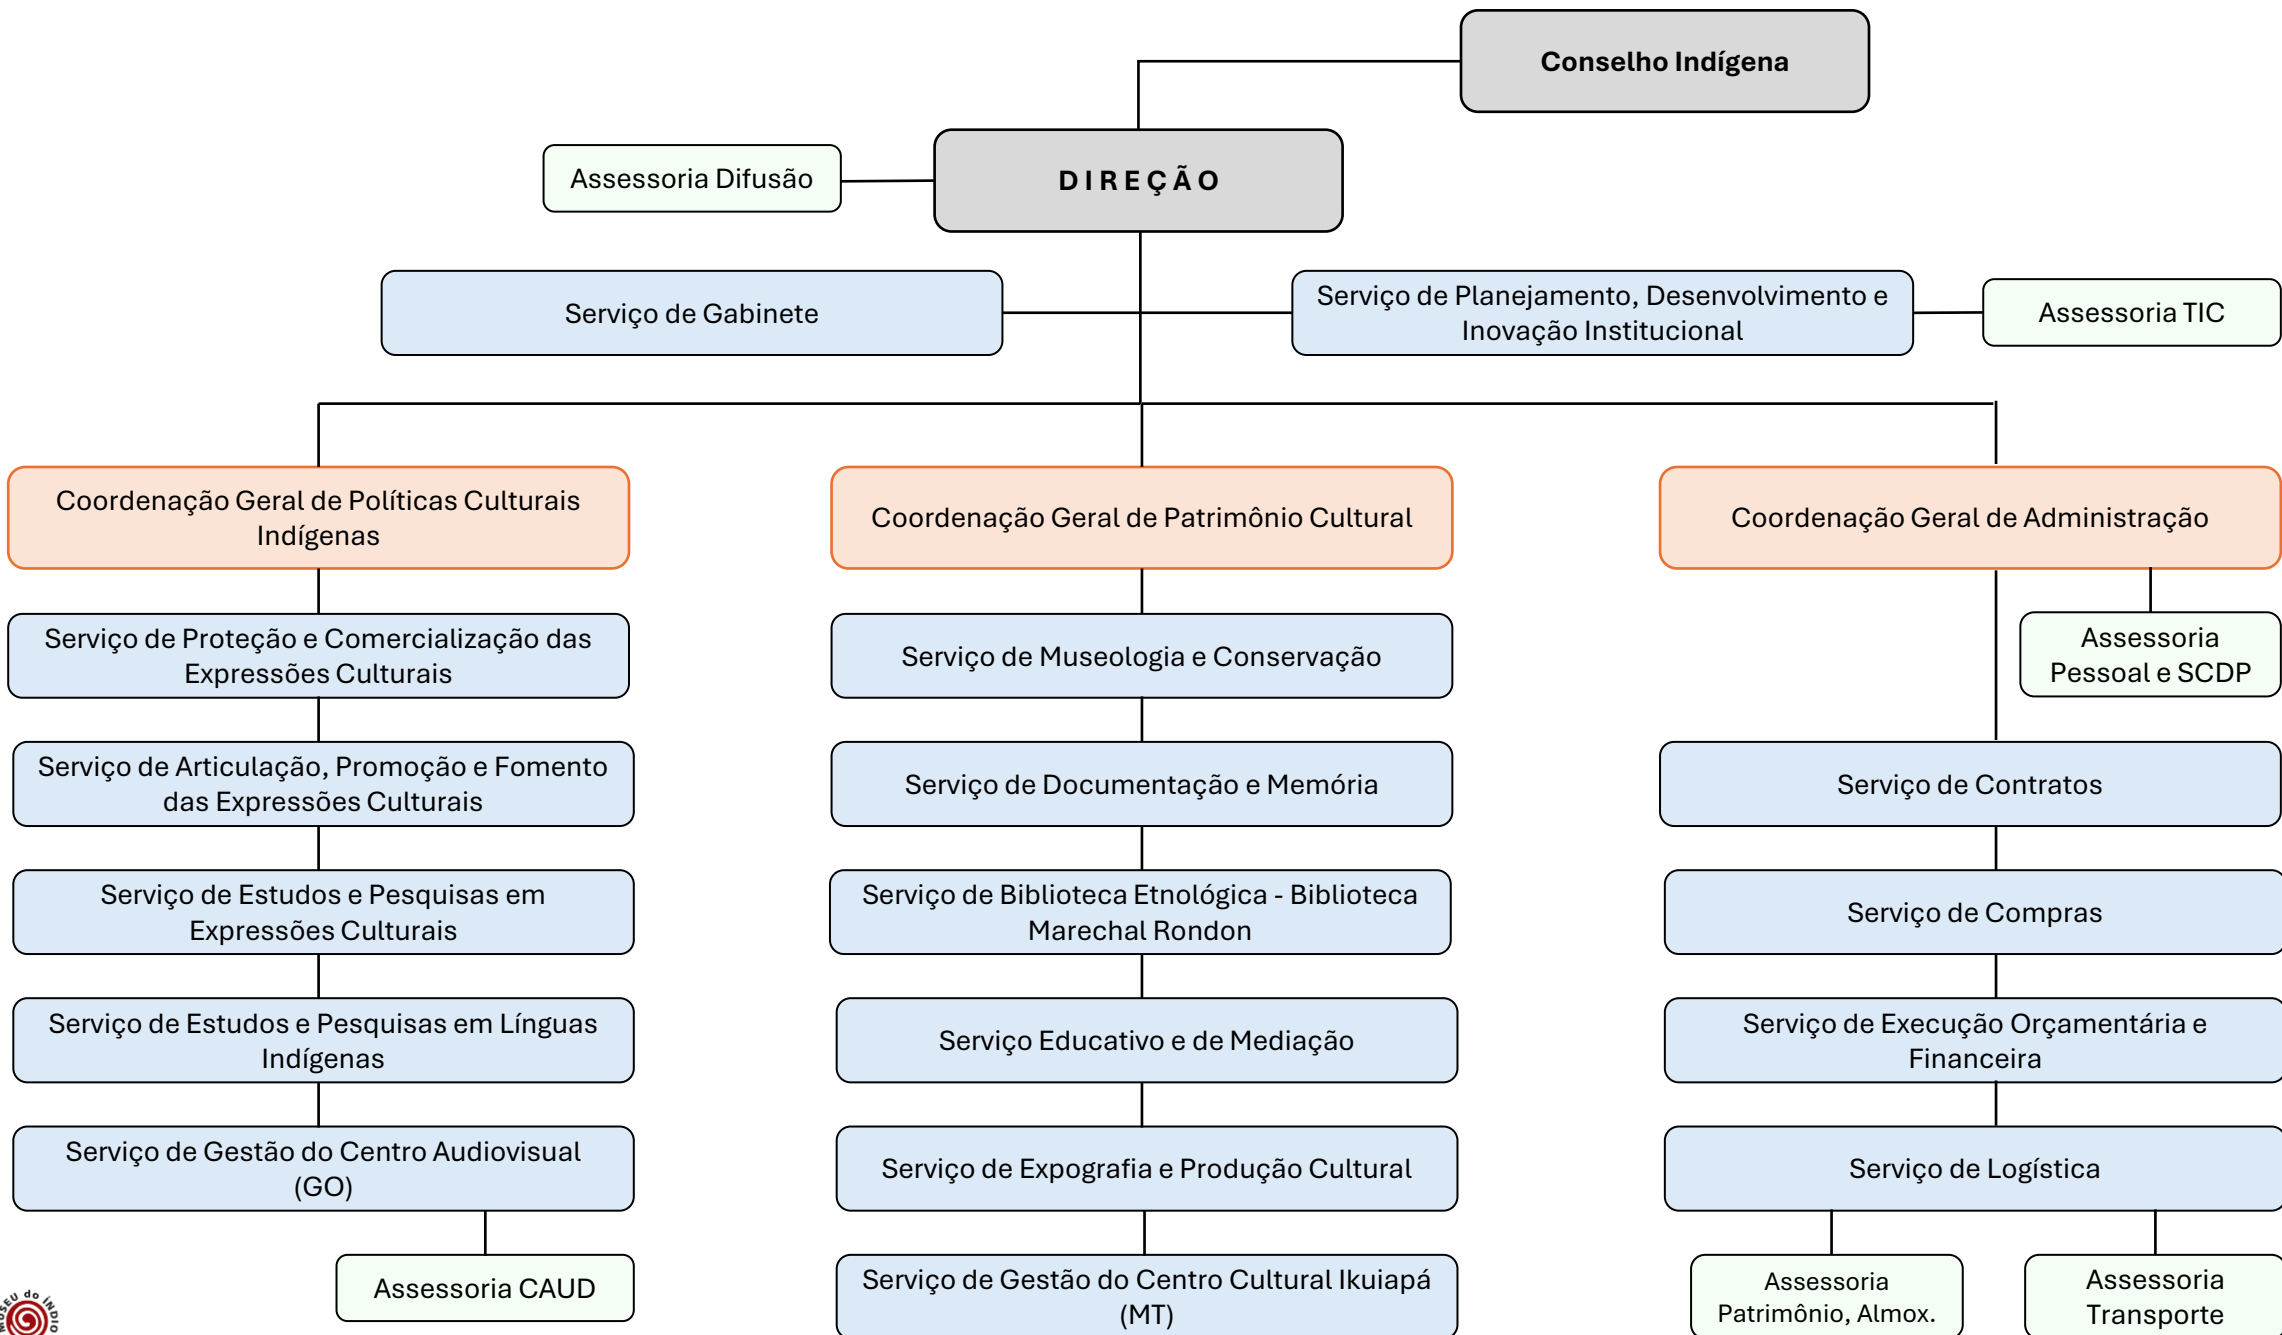 Conselho Indígena
Assessoria Difusão
DIREÇÃO
Serviço de Gabinete
Serviço de Planejamento, Desenvolvimento e
Inovação Institucional
Assessoria TIC
Coordenação Geral de Políticas Culturais
Indígenas
Coordenação Geral de Patrimônio Cultural
Coordenação Geral de Administração
Serviço de Proteção e Comercialização das
Expressões Culturais
Serviço de Museologia e Conservação
Assessoria
Pessoal e SCDP
Serviço de Articulação, Promoção e Fomento
das Expressões Culturais
Serviço de Documentação e Memória
Serviço de Contratos
Serviço de Estudos e Pesquisas em
Expressões Culturais
Serviço de Biblioteca Etnológica - Biblioteca
Marechal Rondon
Serviço de Compras
Serviço de Estudos e Pesquisas em Línguas
Indígenas
Serviço Educativo e de Mediação
Serviço de Execução Orçamentária e
Financeira
Serviço de Gestão do Centro Audiovisual
(GO)
Serviço de Expografia e Produção Cultural
Serviço de Logística
Assessoria CAUD
Serviço de Gestão do Centro Cultural Ikuiapá
(MT)
Assessoria
Patrimônio, Almox.
Assessoria
Transporte
MUSEU do ÍNDIO